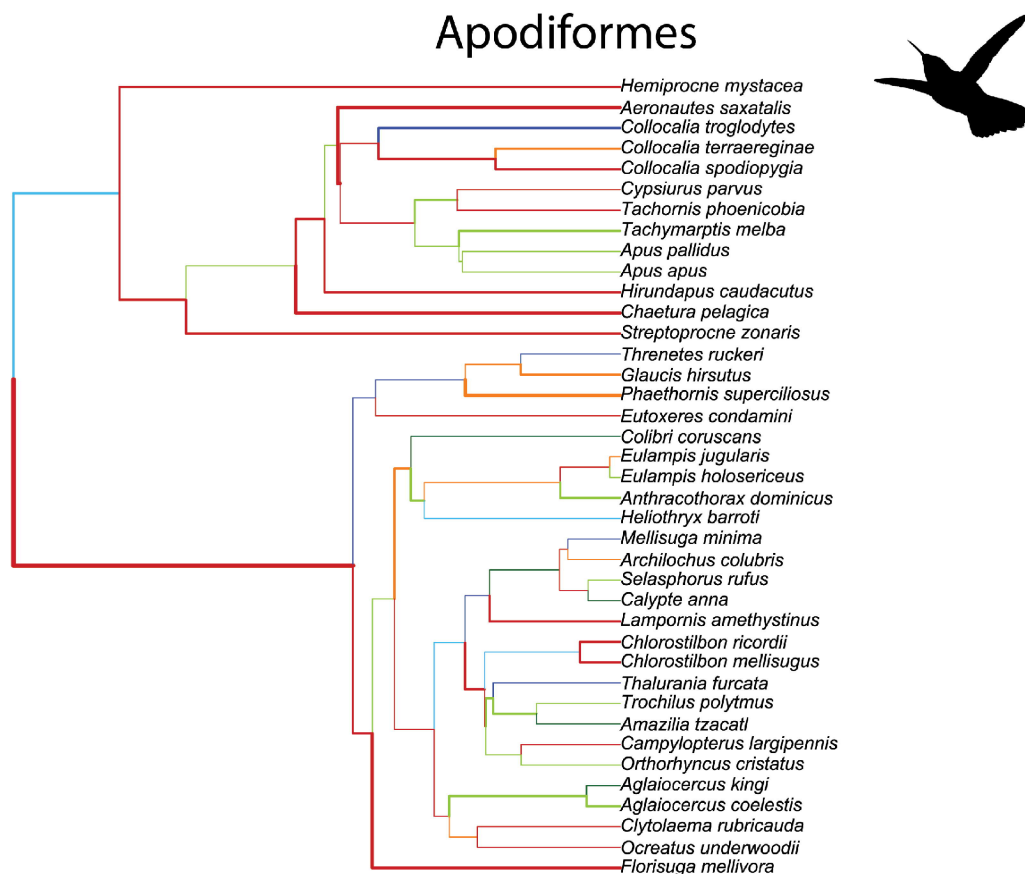 Apodiformes
Hemiprocne mystacea
Aeronautes saxatalis
Collocalia troglodytes
Collocalia terraereginae
Collocalia spodiopygia
Cypsiurus parvus
Tachornis phoenicobia
Tachymarptis melba
Apus pallidus
Apus apus
Hirundapus caudacutus
Chaetura pelagica
Streptoprocne zonaris
Threnetes ruckeri
Glaucis hirsutus
Phaethornis superciliosus
Eutoxeres condamini
Colibri coruscans
Eulampis jugularis
Eulampis holosericeus
Anthracothorax dominicus
Heliothryx barroti
Mellisuga minima
Archilochus colubris
Selasphorus rufus
Calypte anna
Lampornis amethystinus
Chlorostilbon ricordii
Chlorostilbon mellisugus
Thalurania furcata
Trochilus polytmus
Amazilia tzacatl
Campylopterus largipennis
Orthorhyncus cristatus
Aglaiocercus kingi
Aglaiocercus coelestis
Clytolaema rubricauda
Ocreatus underwoodii
Florisuga mellivora